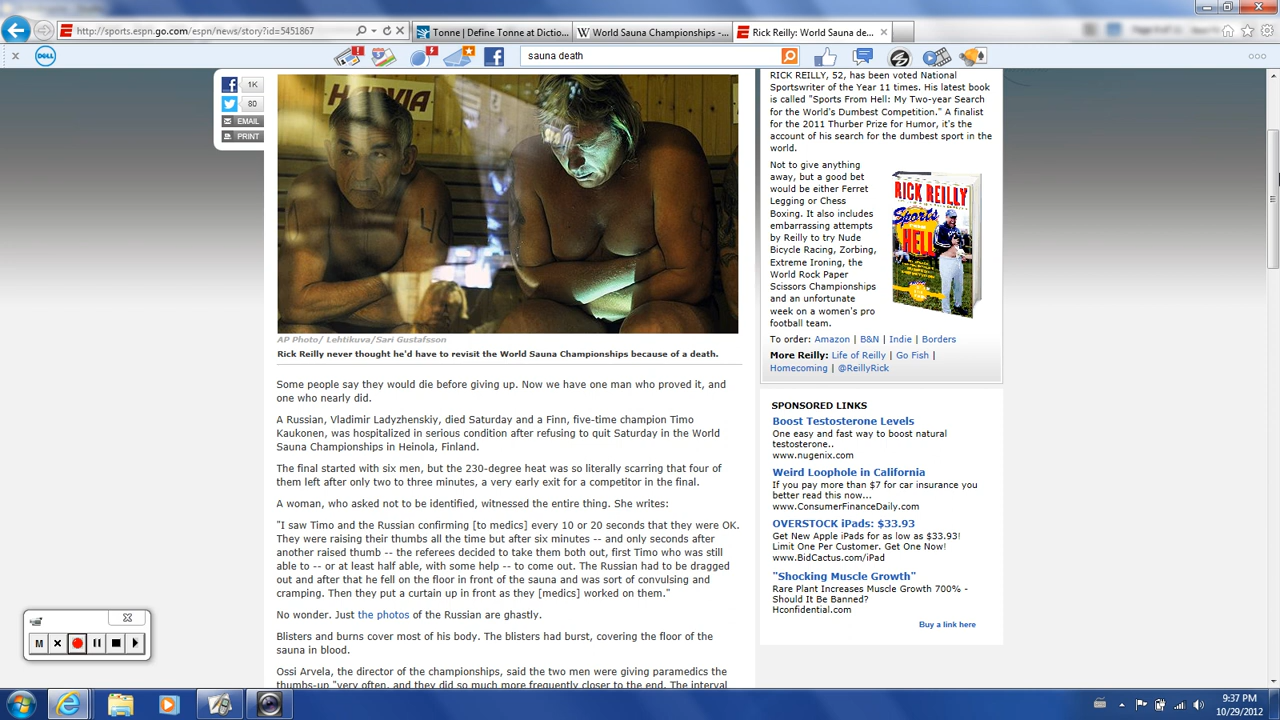 http://sports.espn.go.com/espn/news/story?id=5451867
Tonne | Define Tonne at Dictio...
World Sauna Championships -...
Rick Reilly: World Sauna de...
DELL
sauna death
1K
80
EMAIL
PRINT
HARVIA
AP Photo/ Lehtikuva/Sari Gustafsson
Rick Reilly never thought he'd have to revisit the World Sauna Championships because of a death.
Some people say they would die before giving up. Now we have one man who proved it, and
one who nearly did.
A Russian, Vladimir Ladyzhenskiy, died Saturday and a Finn, five-time champion Timo
Kaukonen, was hospitalized in serious condition after refusing to quit Saturday in the World
Sauna Championships in Heinola, Finland.
The final started with six men, but the 230-degree heat was so literally scarring that four of
them left after only two to three minutes, a very early exit for a competitor in the final.
A woman, who asked not to be identified, witnessed the entire thing. She writes:
"I saw Timo and the Russian confirming [to medics] every 10 or 20 seconds that they were OK.
They were raising their thumbs all the time but after six minutes -- and only seconds after
another raised thumb -- the referees decided to take them both out, first Timo who was still
able to -- or at least half able, with some help -- to come out. The Russian had to be dragged
out and after that he fell on the floor in front of the sauna and was sort of convulsing and
cramping. Then they put a curtain up in front as they [medics] worked on them."
No wonder. Just the photos of the Russian are ghastly.
Blisters and burns cover most of his body. The blisters had burst, covering the floor of the
sauna in blood.
Ossi Arvela, the director of the championships, said the two men were giving paramedics the
thumbs-up "very often, and they did so much more frequently closer to the end. The interval
RICK REILLY, 52, has been voted National
Sportswriter of the Year 11 times. His latest book
is called "Sports From Hell: My Two-year Search
for the World's Dumbest Competition." A finalist
for the 2011 Thurber Prize for Humor, it's the
account of his search for the dumbest sport in the
world.
Not to give anything
away, but a good bet
would be either Ferret
Legging or Chess
Boxing. It also includes
embarrassing attempts
by Reilly to try Nude
Bicycle Racing, Zorbing,
Extreme Ironing, the
World Rock Paper
Scissors Championships
and an unfortunate
week on a women's pro
football team.
RICK REILLY
Sports
HELL
To order: Amazon | B&N | Indie | Borders
More Reilly: Life of Reilly | Go Fish |
Homecoming | @ReillyRick
SPONSORED LINKS
Boost Testosterone Levels
One easy and fast way to boost natural
testosterone..
www.nugenix.com
Weird Loophole in California
If you pay more than $7 for car insurance you
better read this now...
www.ConsumerFinanceDaily.com
OVERSTOCK iPads: $33.93
Get New Apple iPads for as low as $33.93!
Limit One Per Customer. Get One Now!
www.BidCactus.com/iPad
"Shocking Muscle Growth"
Rare Plant Increases Muscle Growth 700% -
Should It Be Banned?
Hconfidential.com
Buy a link here
M
9:37 PM
10/29/2012